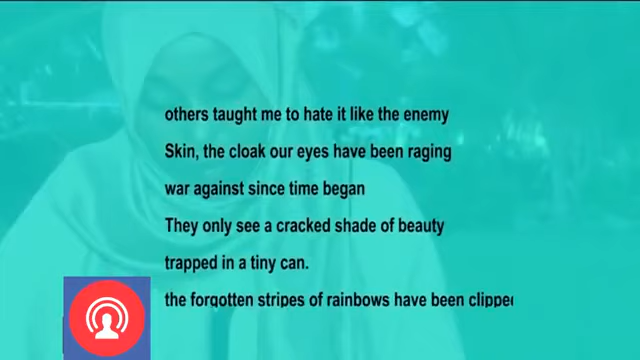 others taught me to hate it like the enemy
Skin, the cloak our eyes have been raging
war against since time began
They only see a cracked shade of beauty
trapped in a tiny can.
the forgotten stripes of rainbows have been clipped